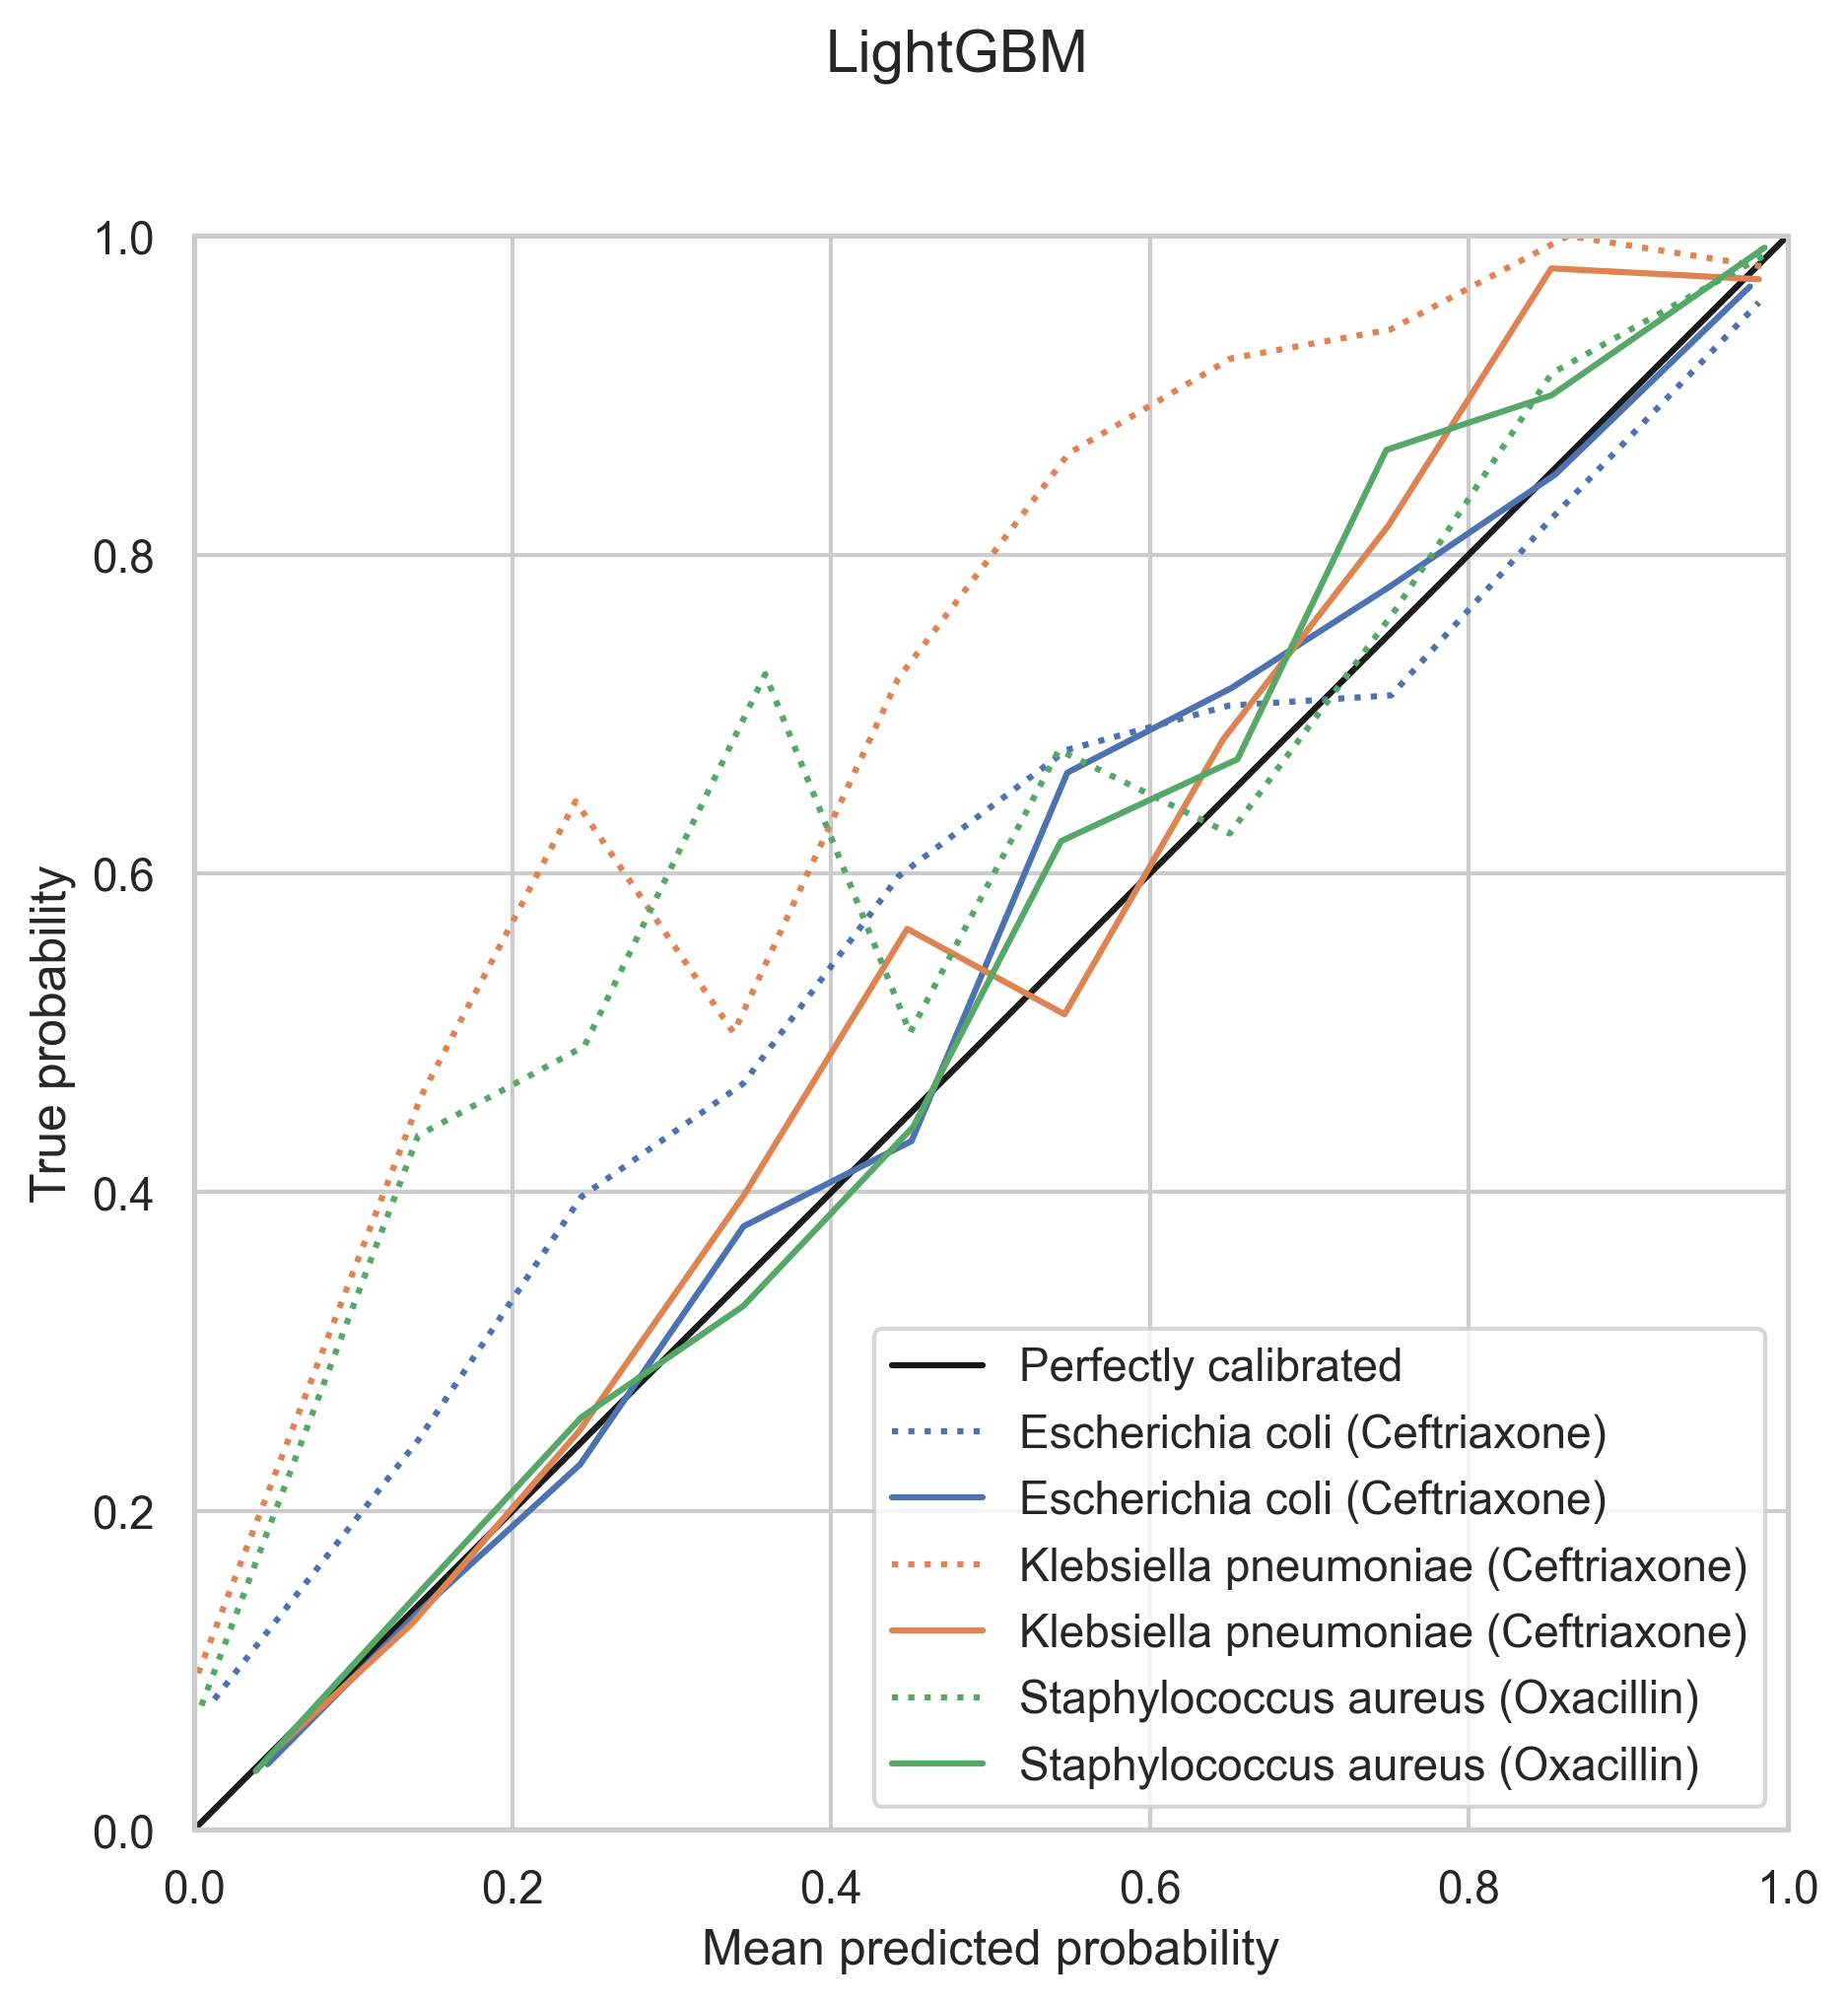 LightGBM
1.0
0.8
0.6
0.4
0.2
0.0
True probability
Perfectly calibrated
Escherichia coli (Ceftriaxone)
Escherichia coli (Ceftriaxone)
Klebsiella pneumoniae (Ceftriaxone)
Klebsiella pneumoniae (Ceftriaxone)
Staphylococcus aureus (Oxacillin)
Staphylococcus aureus (Oxacillin)
0.0 0.2 0.4 0.6 0.8 1.0
Mean predicted probability